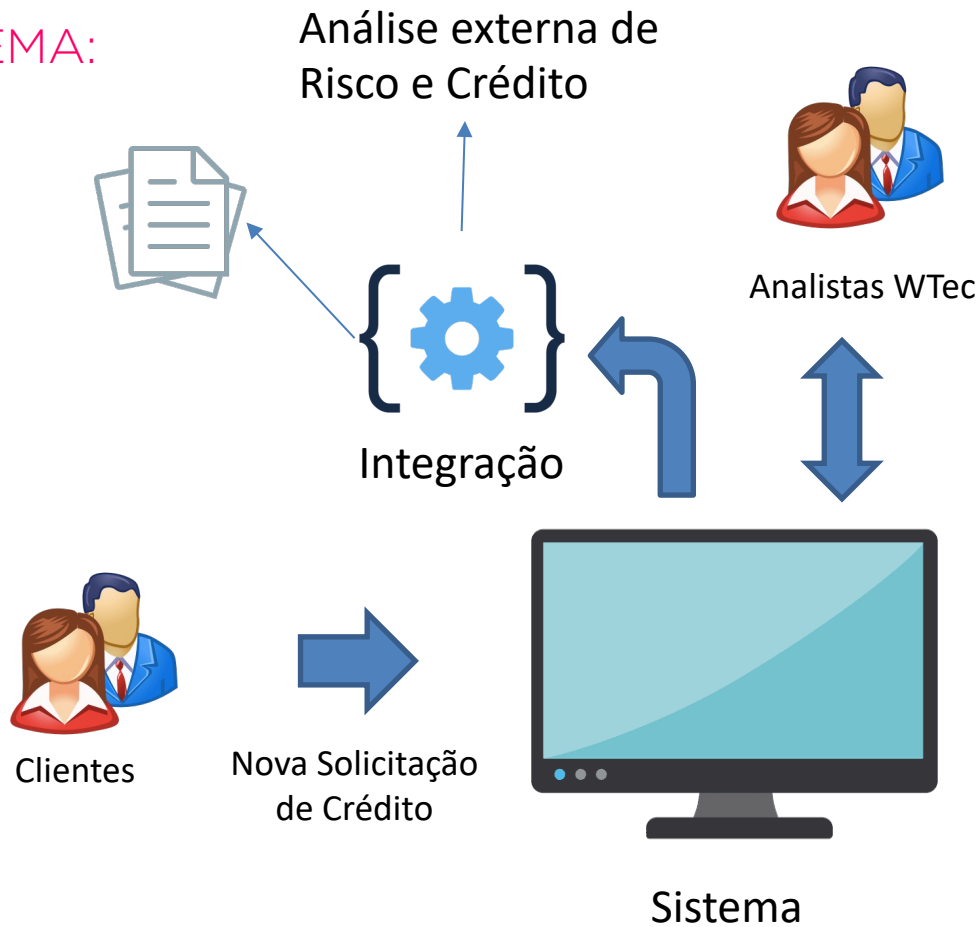 EMA:
Análise externa de
Risco e Crédito
Analistas WTec
Integração
Clientes
Nova Solicitação
de Crédito
Sistema